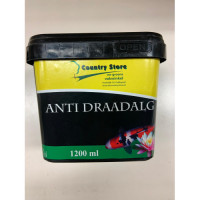 Country Store
ANTI DRAADALG
1200 ml